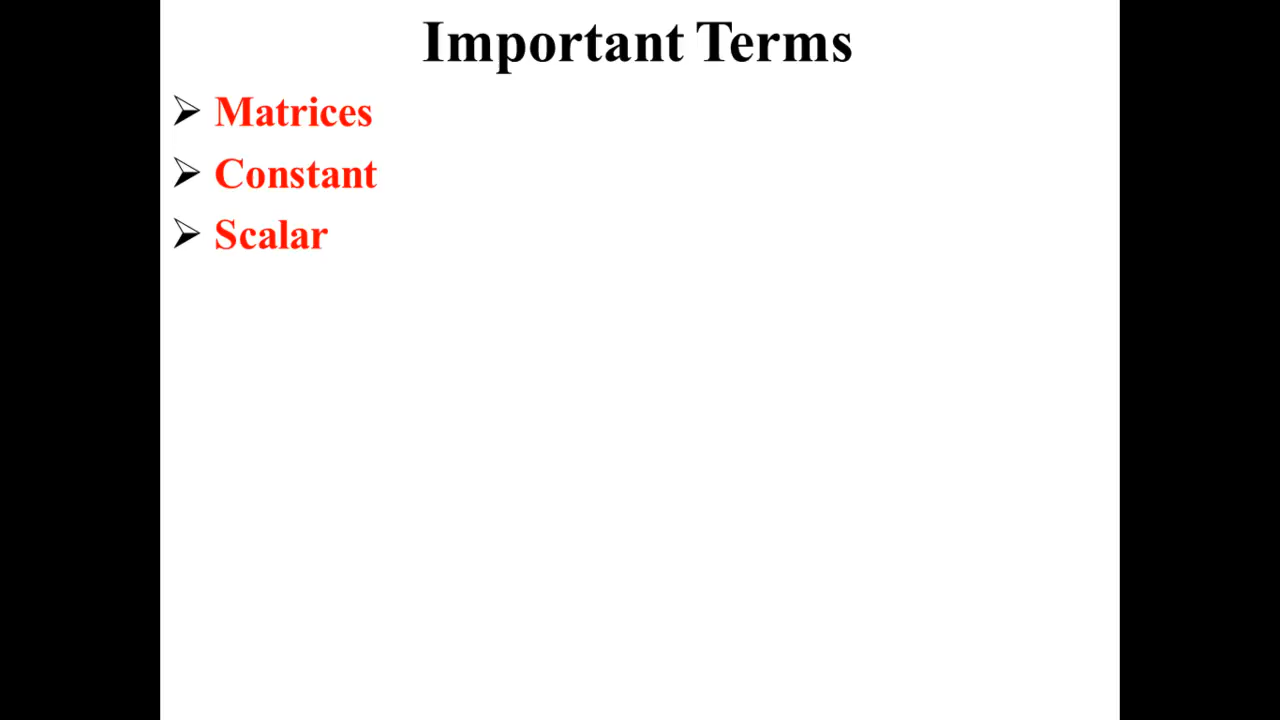 Important Terms
➢ Matrices
➢ Constant
➢ Scalar